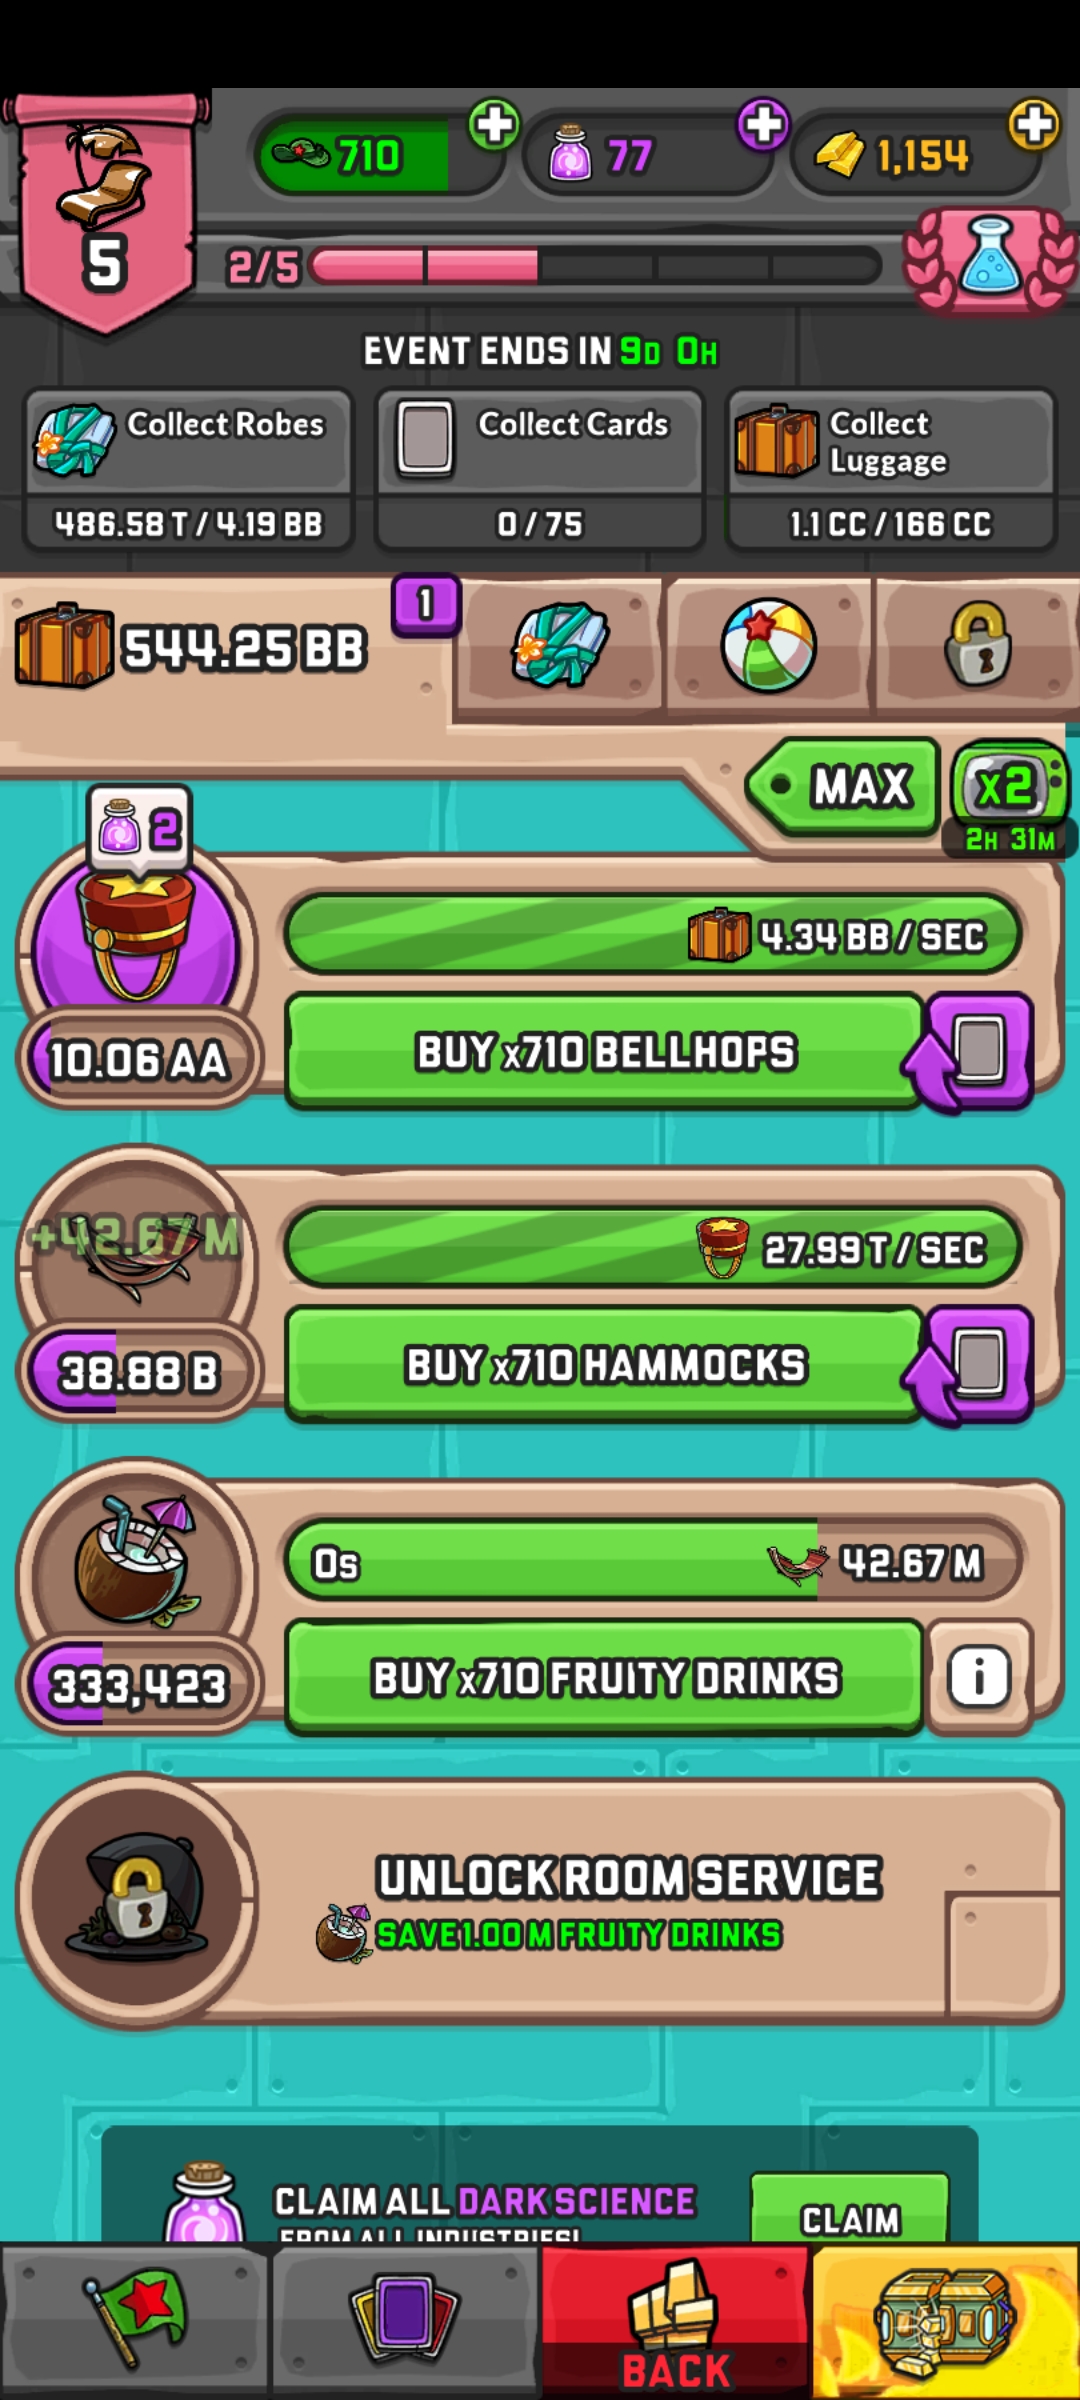 710
77
1,154
5
2/5
EVENT ENDS IN 9D 0H
Collect Robes
486.58 T / 4.19 BB
Collect Cards
0 / 75
Collect
Luggage
1.1 CC / 166 CC
544.25 BB
1
MAX
x2
2H 31M
2
4.34 BB / SEC
10.06 AA
BUY x710 BELLHOPS
+42.67 M
27.99 T / SEC
38.88 B
BUY x710 HAMMOCKS
0s
42.67 M
333,423
BUY x710 FRUITY DRINKS
i
UNLOCK ROOM SERVICE
SAVE 1.00 M FRUITY DRINKS
CLAIM ALL DARK SCIENCE
FROM ALL INDUSTRIES!
CLAIM
BACK